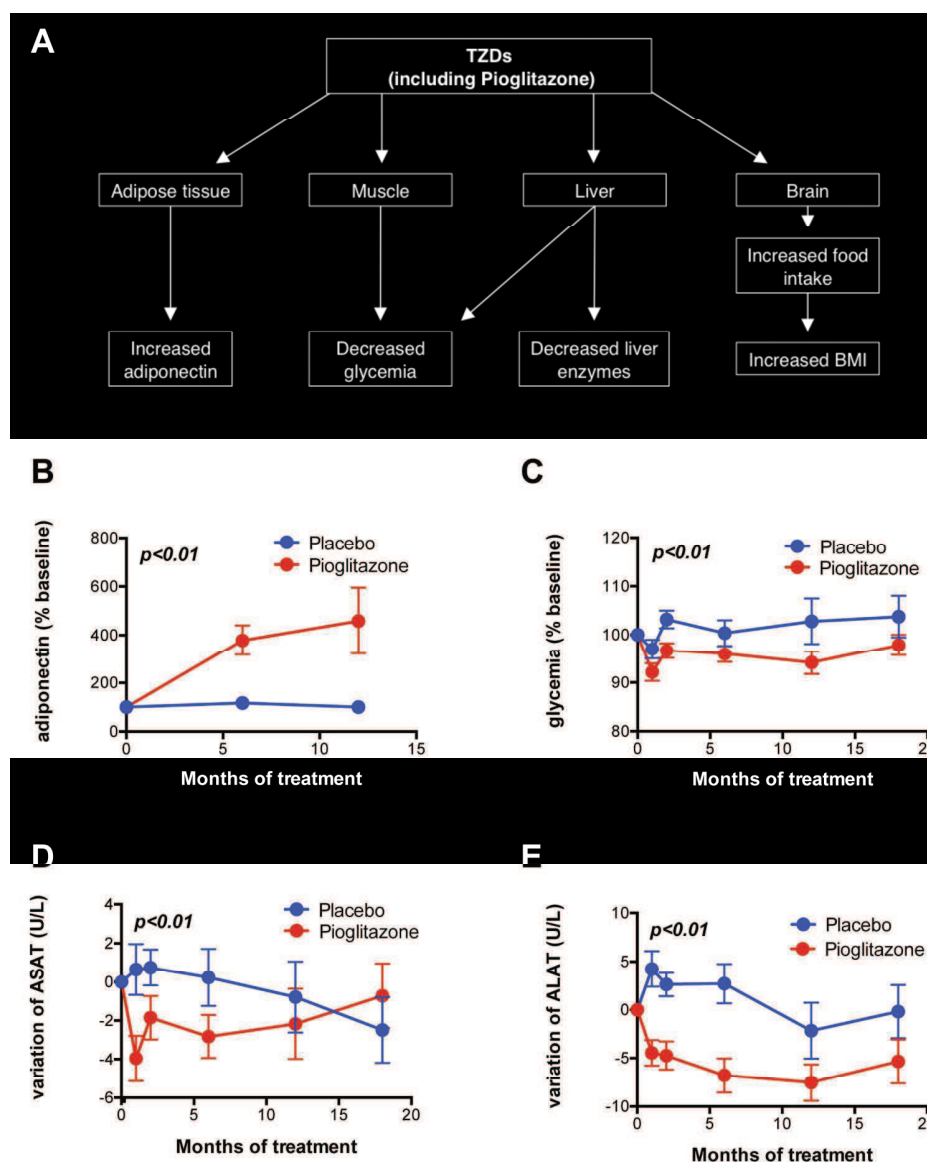 A
TZDs
(including Pioglitazone)
Adipose tissue
Muscle
Liver
Brain
Increased food
intake
Increased
adiponectin
Decreased
glycemia
Decreased liver
enzymes
Increased BMI
B
adiponectin (% baseline)
800
600
400
200
0
p<0.01
Placebo
Pioglitazone
0 5 10 15
Months of treatment
C
glycemia (% baseline)
120
110
100
90
80
p<0.01
Placebo
Pioglitazone
0 5 10 15
Months of treatment
D
variation of ASAT (U/L)
4
2
0
-2
-4
-6
p<0.01
Placebo
Pioglitazone
0 5 10 15 20
Months of treatment
variation of ALAT (U/L)
10
5
0
-5
-10
p<0.01
Placebo
Pioglitazone
0 5 10 15
Months of treatment